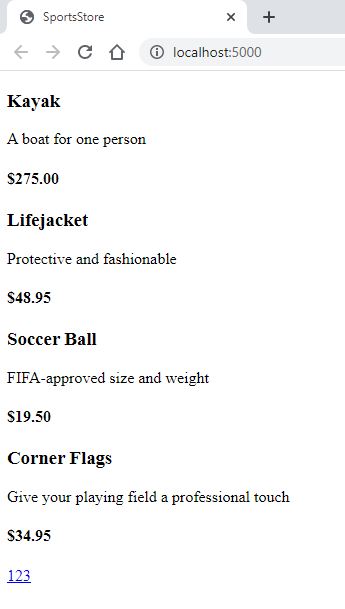 SportsStore
localhost:5000
Kayak
A boat for one person
$275.00
Lifejacket
Protective and fashionable
$48.95
Soccer Ball
FIFA-approved size and weight
$19.50
Corner Flags
Give your playing field a professional touch
$34.95
123